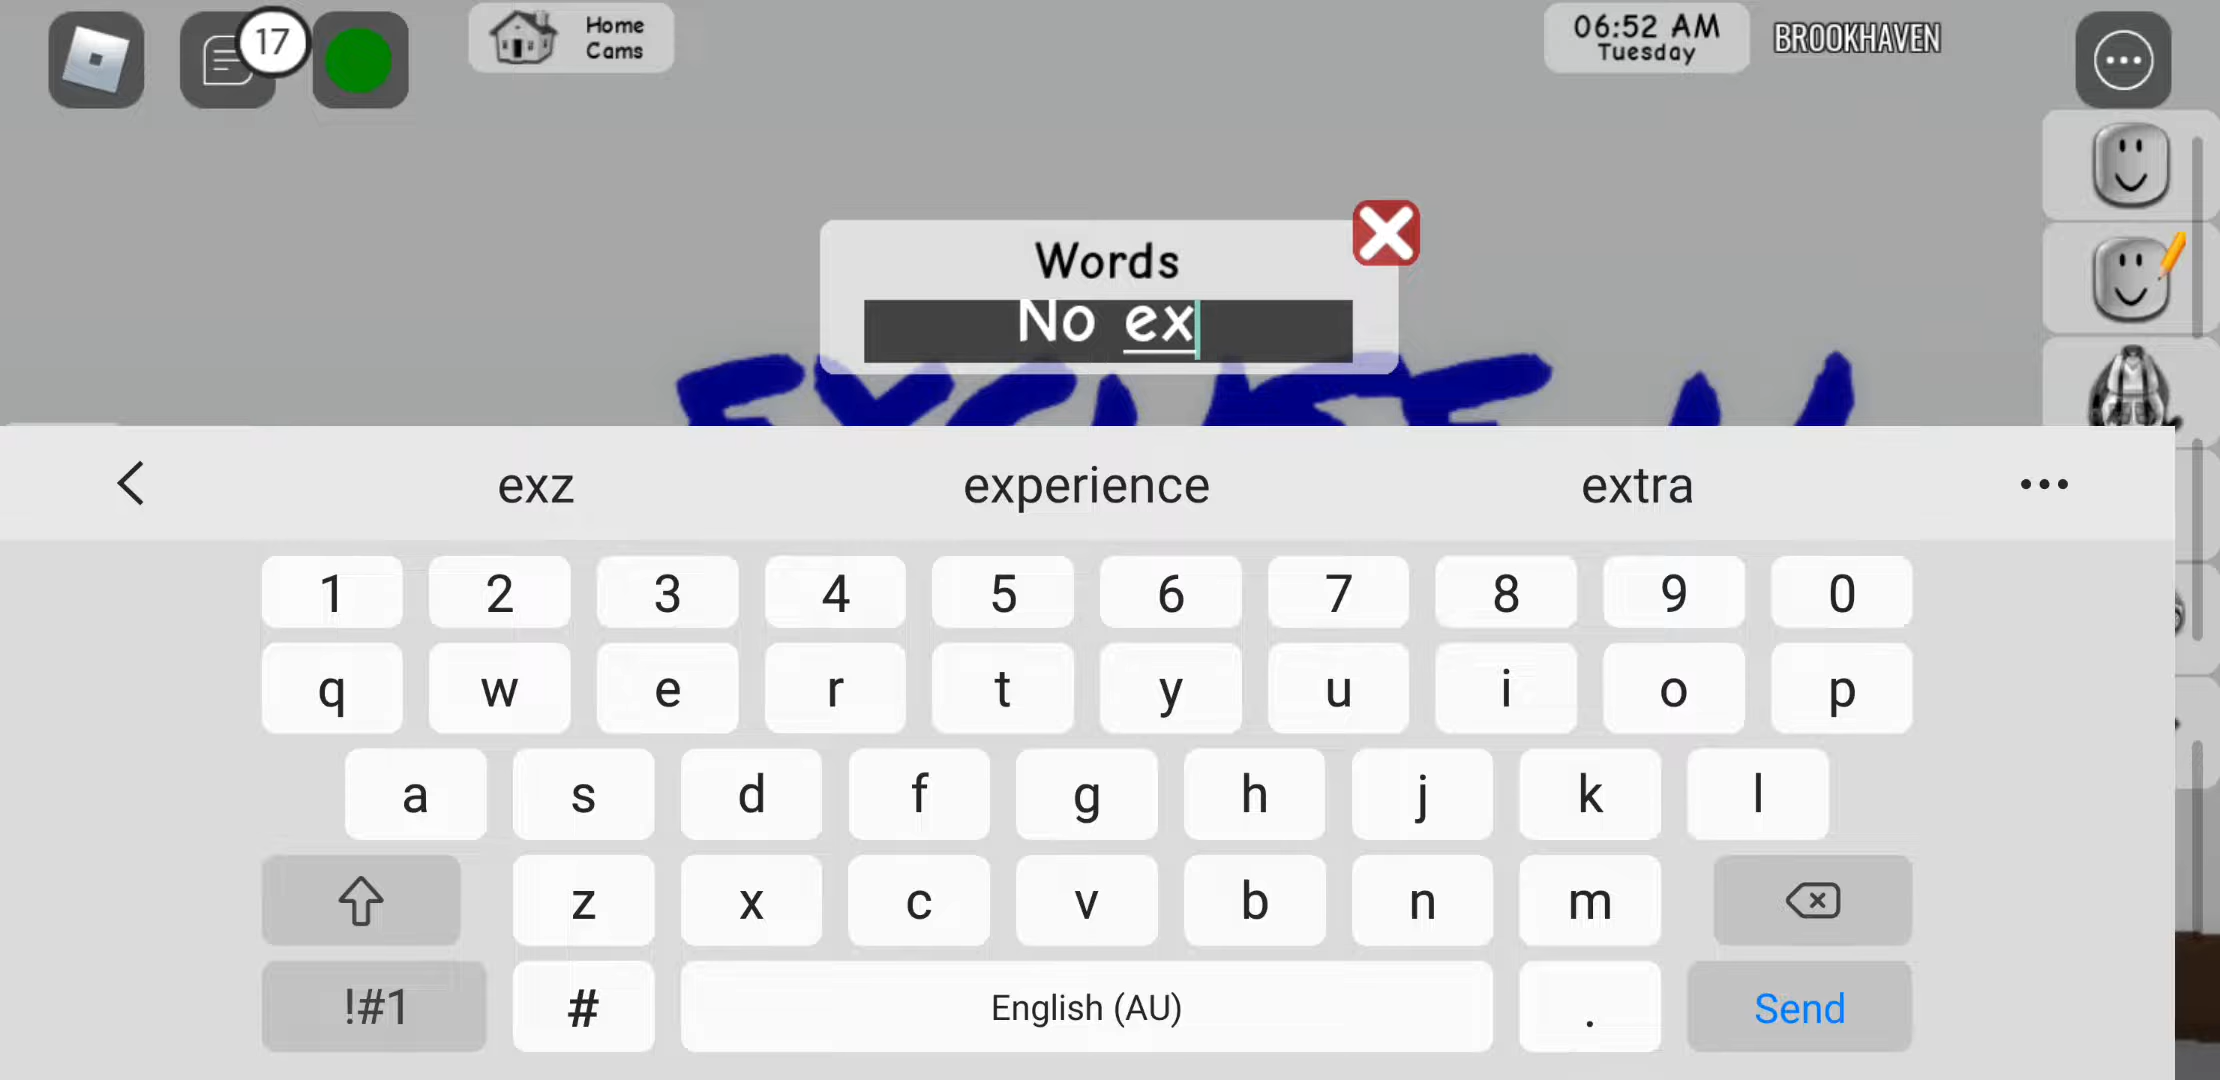 17
Home
Cams
06:52 AM
Tuesday
BROOKHAVEN
Words
No ex
exz experience extra
1 2 3 4 5 6 7 8 9 0
q w e r t y u i o p
a s d f g h j k l
z x c v b n m
!#1 # English (AU) . Send